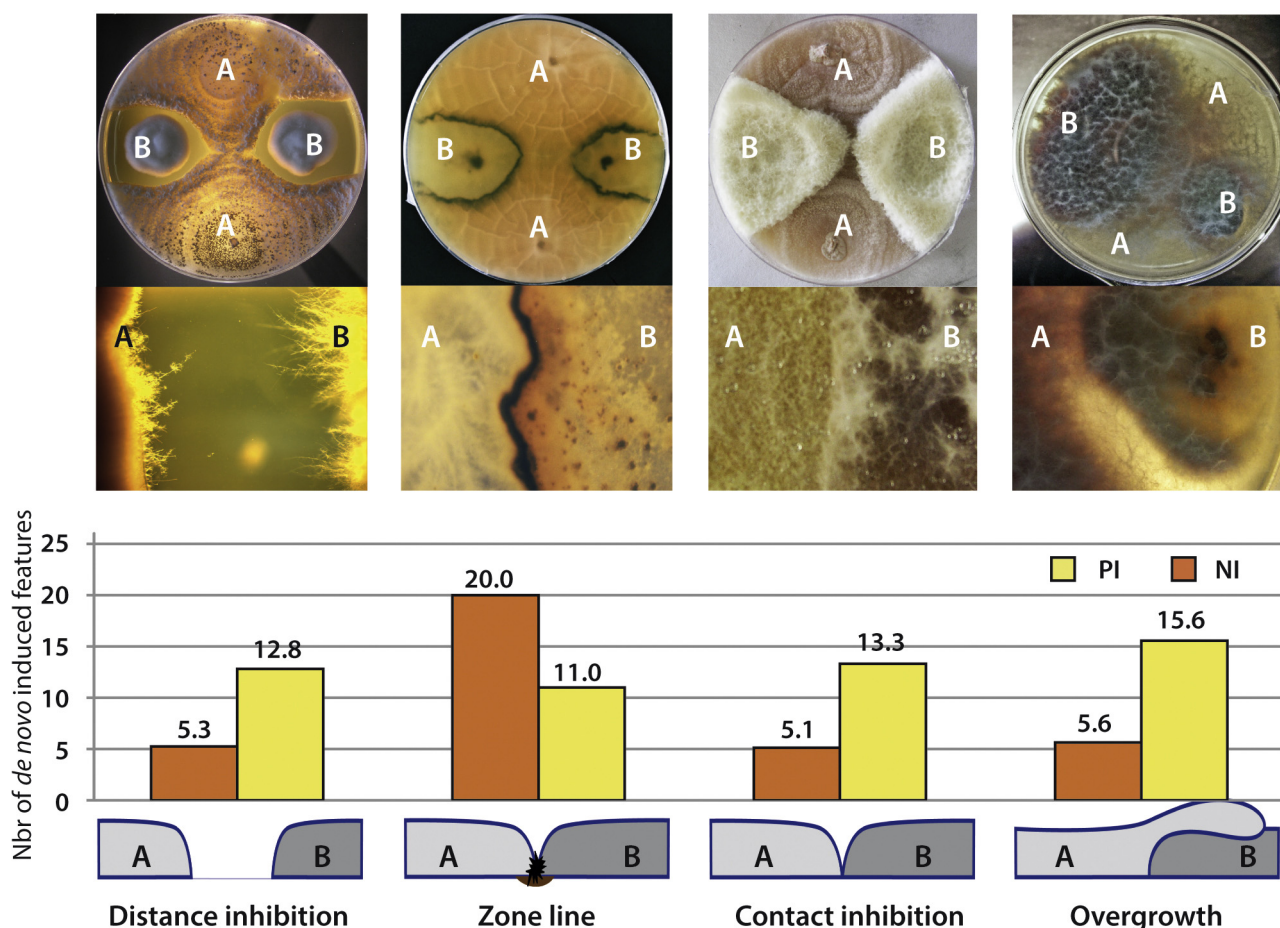 A
B
B
A
A
B
B
A
A
B
B
A
A
B
B
A
A
B
A
B
A
B
A
B
Nbr of de novo induced features
25
20
15
10
5
0
PI
NI
5.3
12.8
20.0
11.0
5.1
13.3
5.6
15.6
A
B
A
B
A
B
A
B
Distance inhibition
Zone line
Contact inhibition
Overgrowth